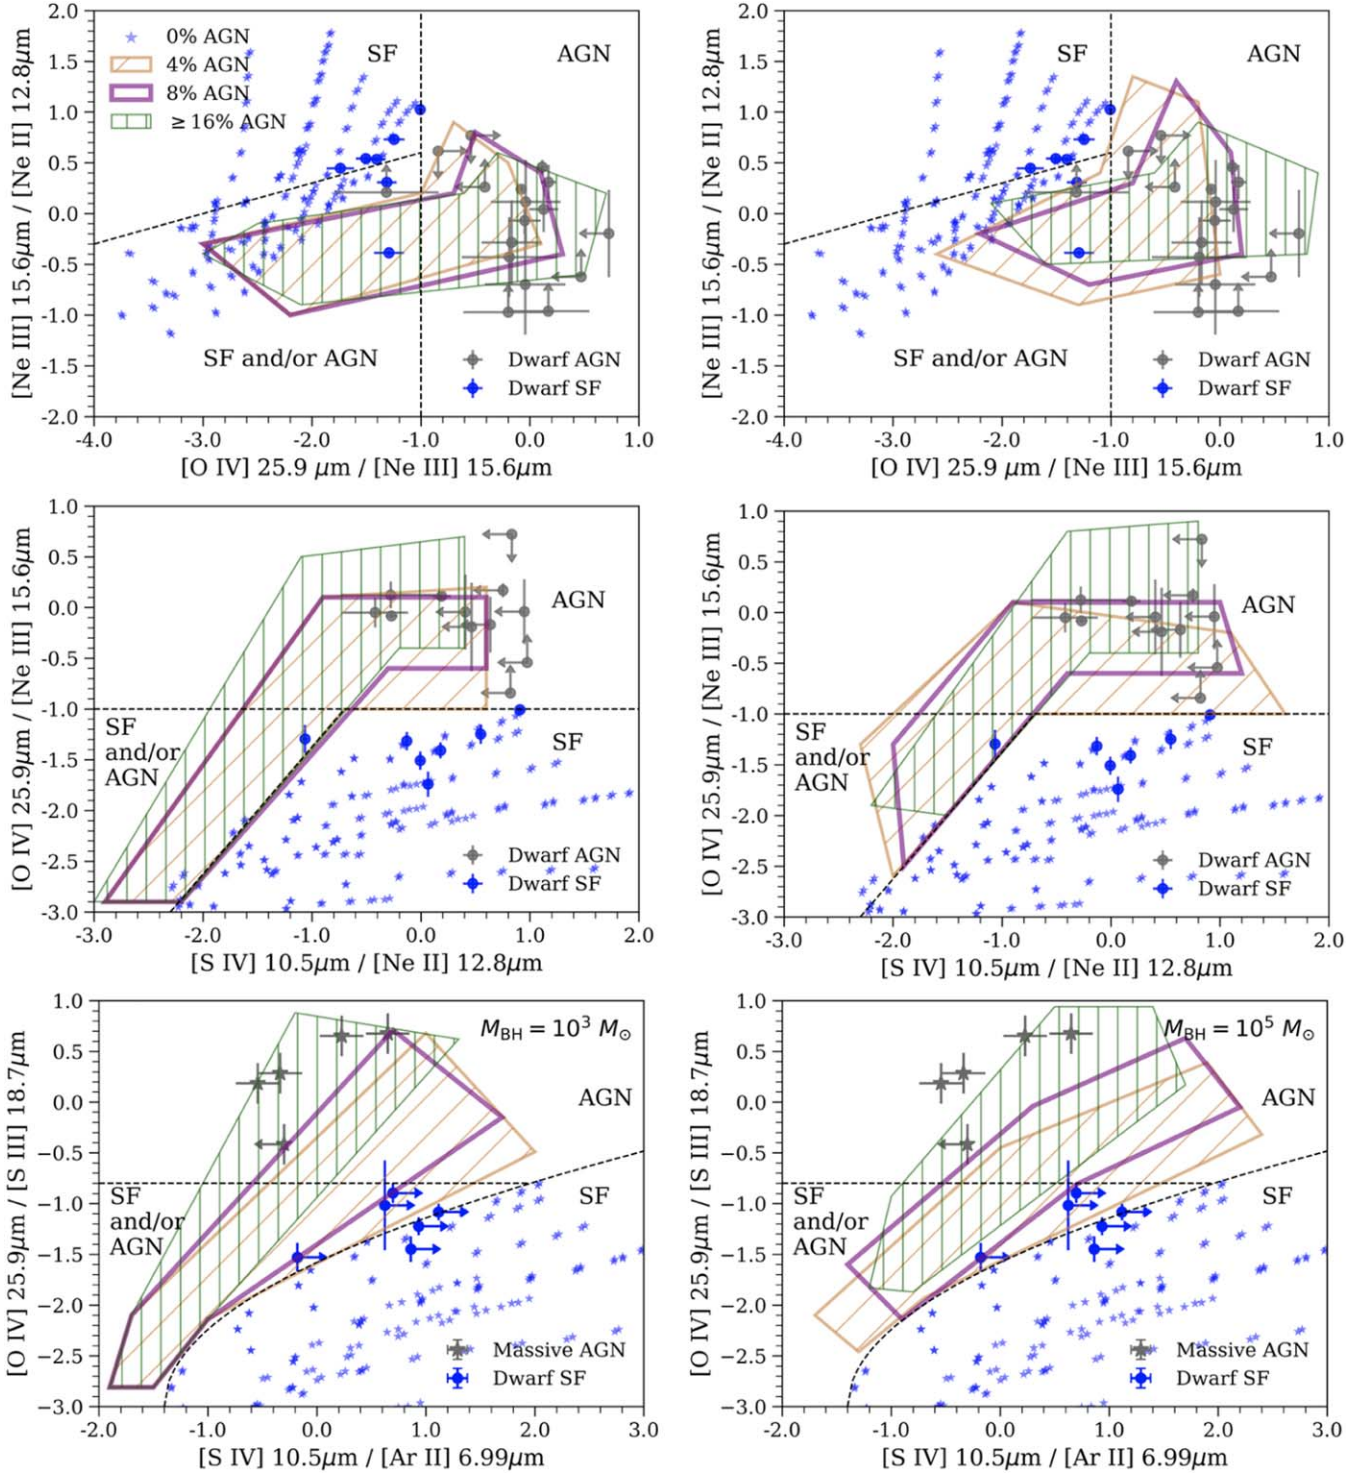 2.0
1.5
1.0
0.5
0.0
-0.5
-1.0
-1.5
-2.0
[Ne III] 15.6μm / [Ne II] 12.8μm
0% AGN
4% AGN
8% AGN
≥ 16% AGN
SF
AGN
SF and/or AGN
Dwarf AGN
Dwarf SF
-4.0 -3.0 -2.0 -1.0 0.0 1.0
[O IV] 25.9 μm / [Ne III] 15.6μm
2.0
1.5
1.0
0.5
0.0
-0.5
-1.0
-1.5
-2.0
[Ne III] 15.6μm / [Ne II] 12.8μm
SF
AGN
SF and/or AGN
Dwarf AGN
Dwarf SF
-4.0 -3.0 -2.0 -1.0 0.0 1.0
[O IV] 25.9 μm / [Ne III] 15.6μm
1.0
0.5
0.0
-0.5
-1.0
-1.5
-2.0
-2.5
-3.0
[O IV] 25.9μm / [Ne III] 15.6μm
AGN
SF
and/or
AGN
SF
Dwarf AGN
Dwarf SF
-3.0 -2.0 -1.0 0.0 1.0 2.0
[S IV] 10.5μm / [Ne II] 12.8μm
1.0
0.5
0.0
-0.5
-1.0
-1.5
-2.0
-2.5
-3.0
[O IV] 25.9μm / [Ne III] 15.6μm
AGN
SF
and/or
AGN
SF
Dwarf AGN
Dwarf SF
-3.0 -2.0 -1.0 0.0 1.0 2.0
[S IV] 10.5μm / [Ne II] 12.8μm
1.0
0.5
0.0
−0.5
−1.0
−1.5
−2.0
−2.5
−3.0
[O IV] 25.9μm / [S III] 18.7μm
M_BH = 10³ M⊙
AGN
SF
and/or
AGN
SF
Massive AGN
Dwarf SF
-2.0 -1.0 0.0 1.0 2.0 3.0
[S IV] 10.5μm / [Ar II] 6.99μm
1.0
0.5
0.0
−0.5
−1.0
−1.5
−2.0
−2.5
−3.0
[O IV] 25.9μm / [S III] 18.7μm
M_BH = 10⁵ M⊙
AGN
SF
and/or
AGN
SF
Massive AGN
Dwarf SF
-2.0 -1.0 0.0 1.0 2.0 3.0
[S IV] 10.5μm / [Ar II] 6.99μm